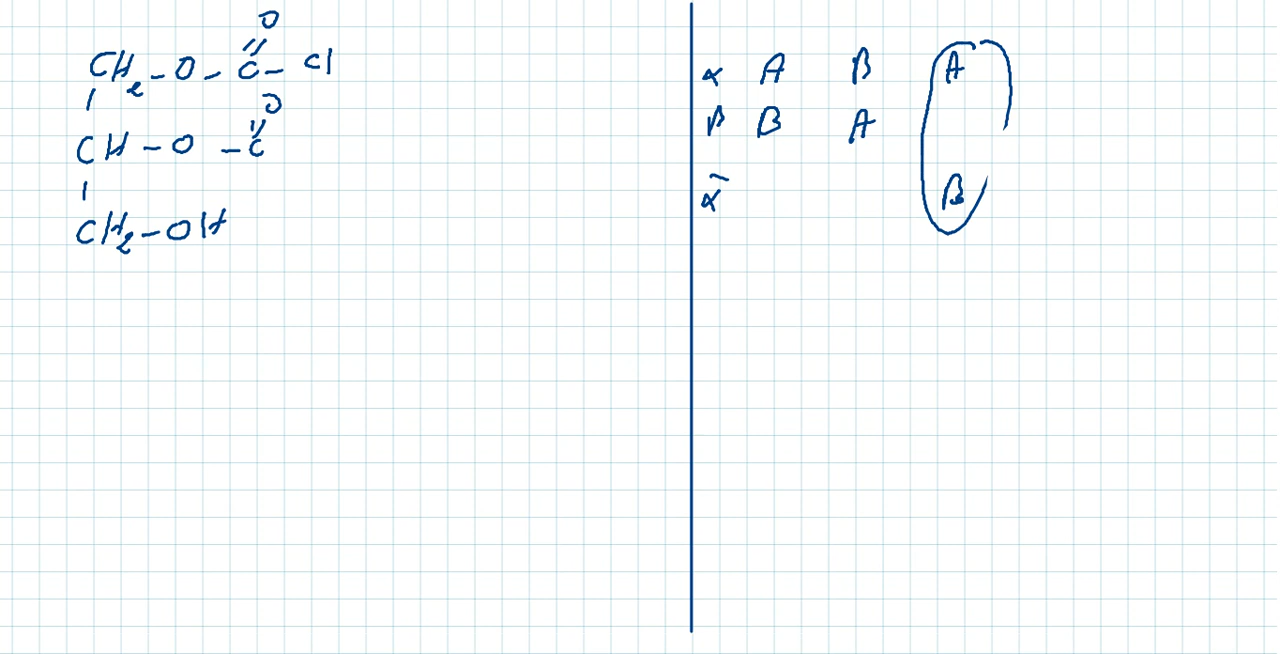 O
CH2-O-C-Cl
O
CH-O-C
CH2-OH
α A B A
β B A
α B